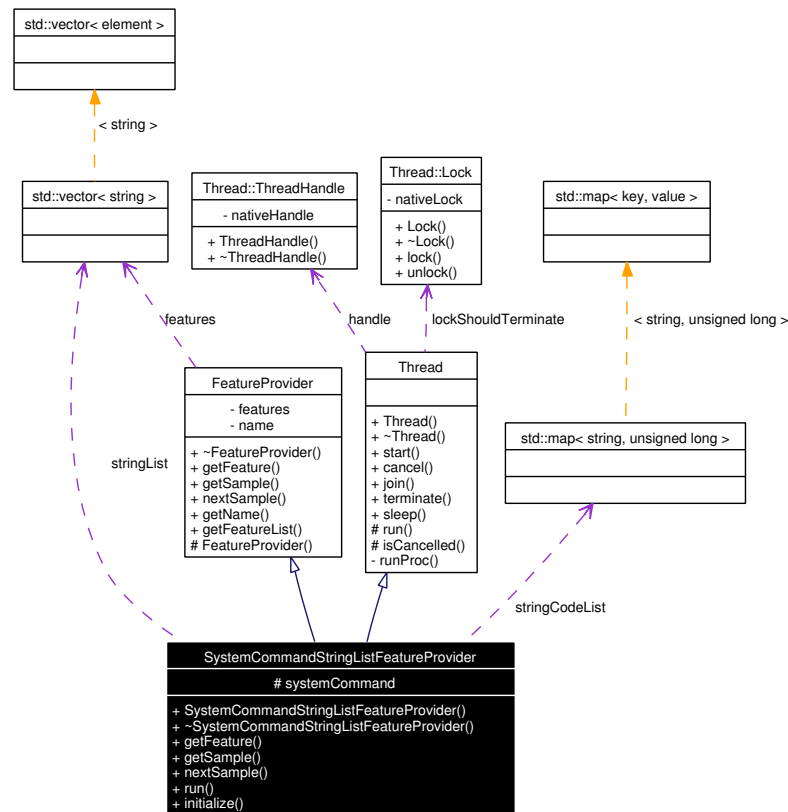 std::vector< element >
< string >
std::vector< string >
Thread::ThreadHandle
- nativeHandle
+ ThreadHandle()
+ ~ThreadHandle()
Thread::Lock
- nativeLock
+ Lock()
+ ~Lock()
+ lock()
+ unlock()
std::map< key, value >
features
handle
lockShouldTerminate
< string, unsigned long >
FeatureProvider
- features
- name
+ ~FeatureProvider()
+ getFeature()
+ getSample()
+ nextSample()
+ getName()
+ getFeatureList()
# FeatureProvider()
Thread
+ Thread()
+ ~Thread()
+ start()
+ cancel()
+ join()
+ terminate()
+ sleep()
# run()
# isCancelled()
- runProc()
std::map< string, unsigned long >
stringList
stringCodeList
SystemCommandStringListFeatureProvider
# systemCommand
+ SystemCommandStringListFeatureProvider()
+ ~SystemCommandStringListFeatureProvider()
+ getFeature()
+ getSample()
+ nextSample()
+ run()
+ initialize()